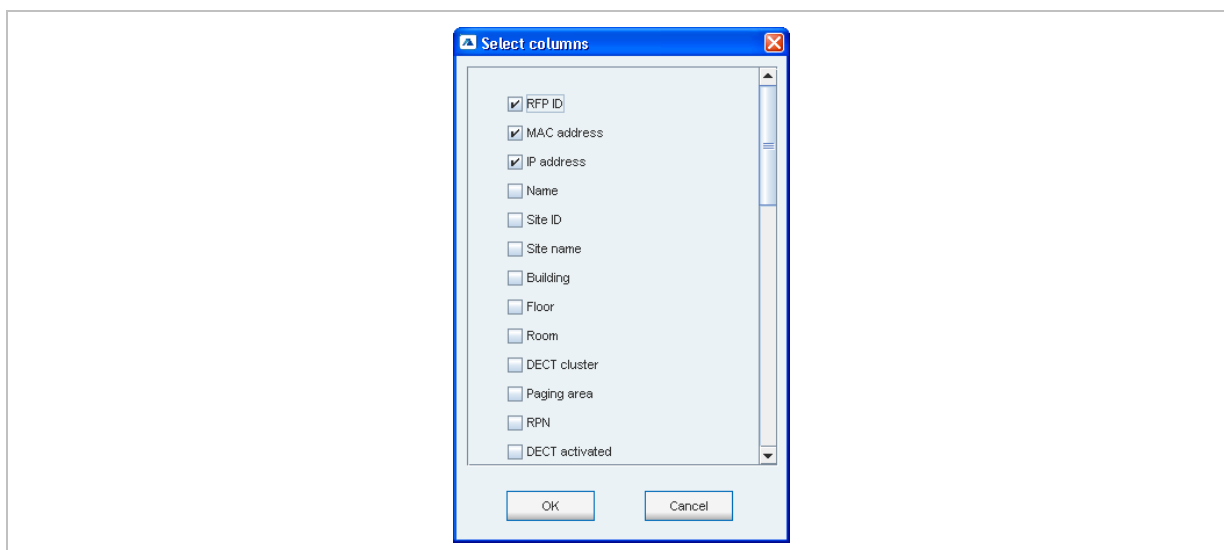 Select columns
RFP ID
MAC address
IP address
Name
Site ID
Site name
Building
Floor
Room
DECT cluster
Paging area
RPN
DECT activated
OK
Cancel